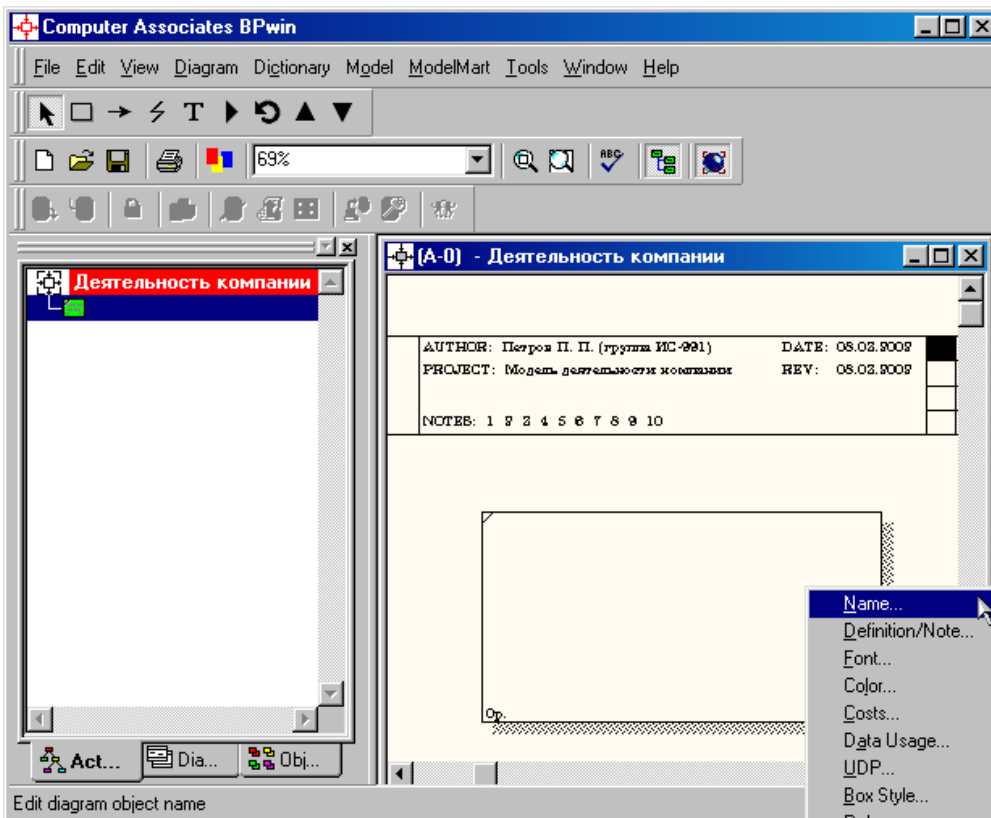 Computer Associates BPwin
File Edit View Diagram Dictionary Model ModelMart Tools Window Help
T
69%
ABC
Деятельность компании
(A-0) - Деятельность компании
AUTHOR: Петров П. П. (группа ИС-991) DATE: 08.02.2002
PROJECT: Модель деятельности компании REV: 08.02.2002
NOTES: 1 2 3 4 5 6 7 8 9 10
0р.
Name...
Definition/Note...
Font...
Color...
Costs...
Data Usage...
UDP...
Box Style...
Act... Dia... Obj...
Edit diagram object name